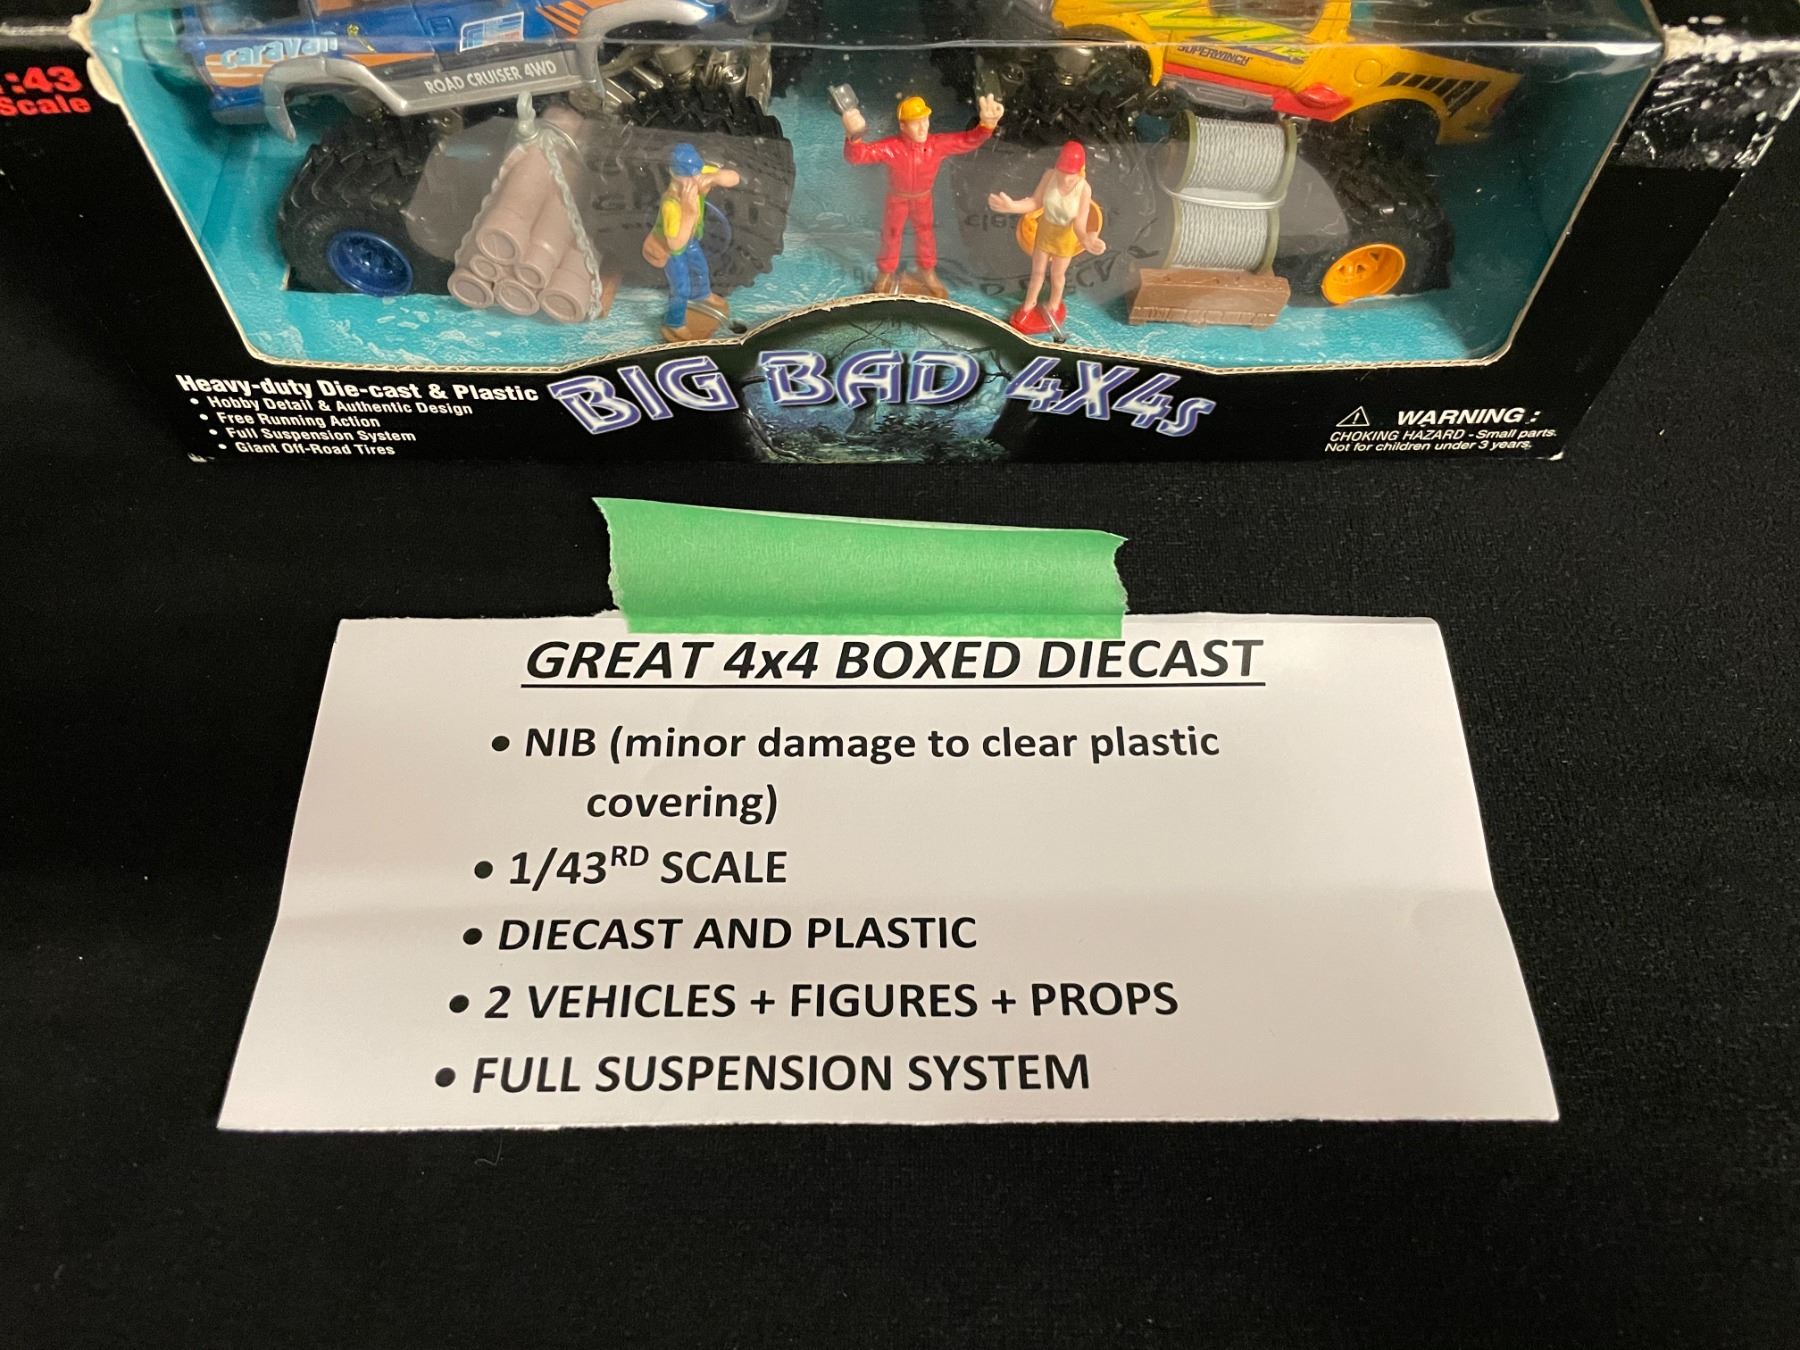 caravan
ROAD CRUISER 4WD
SUPERWINCH
:43
Scale
Heavy-duty Die-cast & Plastic
• Hobby Detail & Authentic Design
• Free Running Action
• Full Suspension System
• Giant Off-Road Tires
BIG BAD 4X4s
WARNING :
CHOKING HAZARD - Small parts.
Not for children under 3 years.
GREAT 4x4 BOXED DIECAST
• NIB (minor damage to clear plastic
covering)
• 1/43RD SCALE
• DIECAST AND PLASTIC
• 2 VEHICLES + FIGURES + PROPS
• FULL SUSPENSION SYSTEM